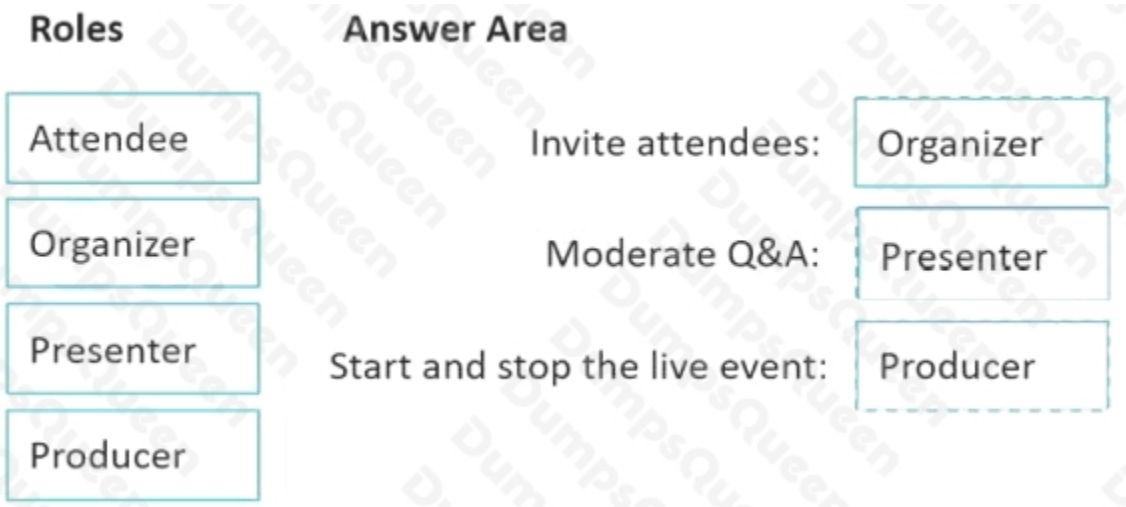 Roles
Answer Area
Attendee
Invite attendees:
Organizer
Organizer
Moderate Q&A:
Presenter
Presenter
Start and stop the live event:
Producer
Producer
DumpsQueen